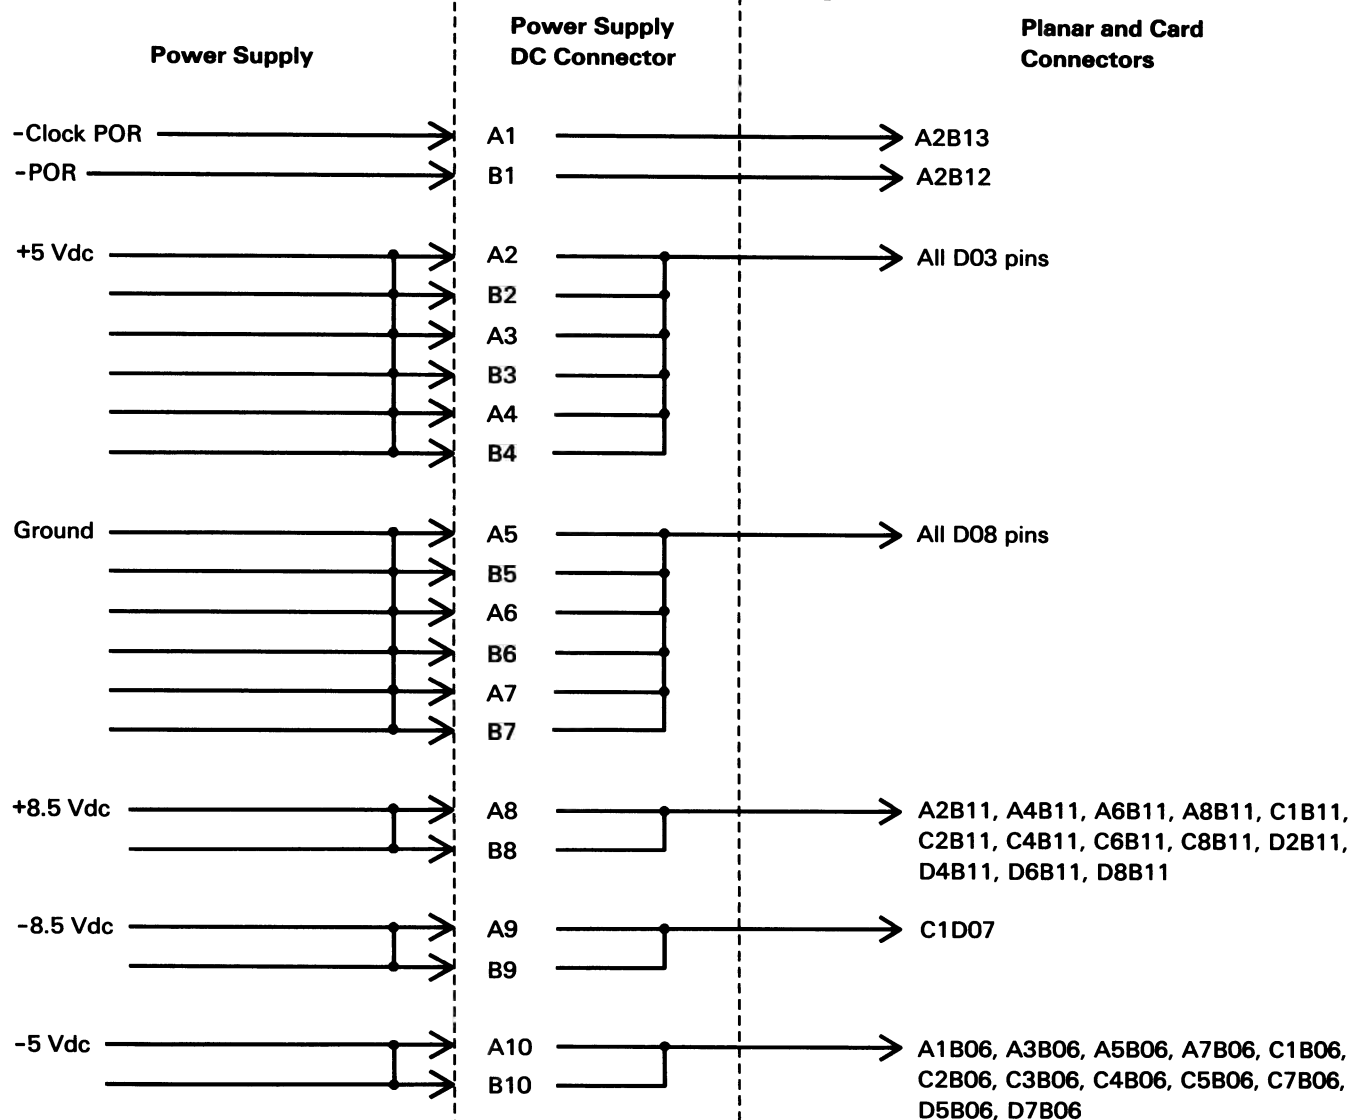 Power Supply
Power Supply
DC Connector
Planar and Card
Connectors
-Clock POR A1 A2B13
-POR B1 A2B12
+5 Vdc A2 All D03 pins
B2
A3
B3
A4
B4
Ground A5 All D08 pins
B5
A6
B6
A7
B7
+8.5 Vdc A8 A2B11, A4B11, A6B11, A8B11, C1B11,
B8 C2B11, C4B11, C6B11, C8B11, D2B11,
D4B11, D6B11, D8B11
-8.5 Vdc A9 C1D07
B9
-5 Vdc A10 A1B06, A3B06, A5B06, A7B06, C1B06,
B10 C2B06, C3B06, C4B06, C5B06, C7B06,
D5B06, D7B06